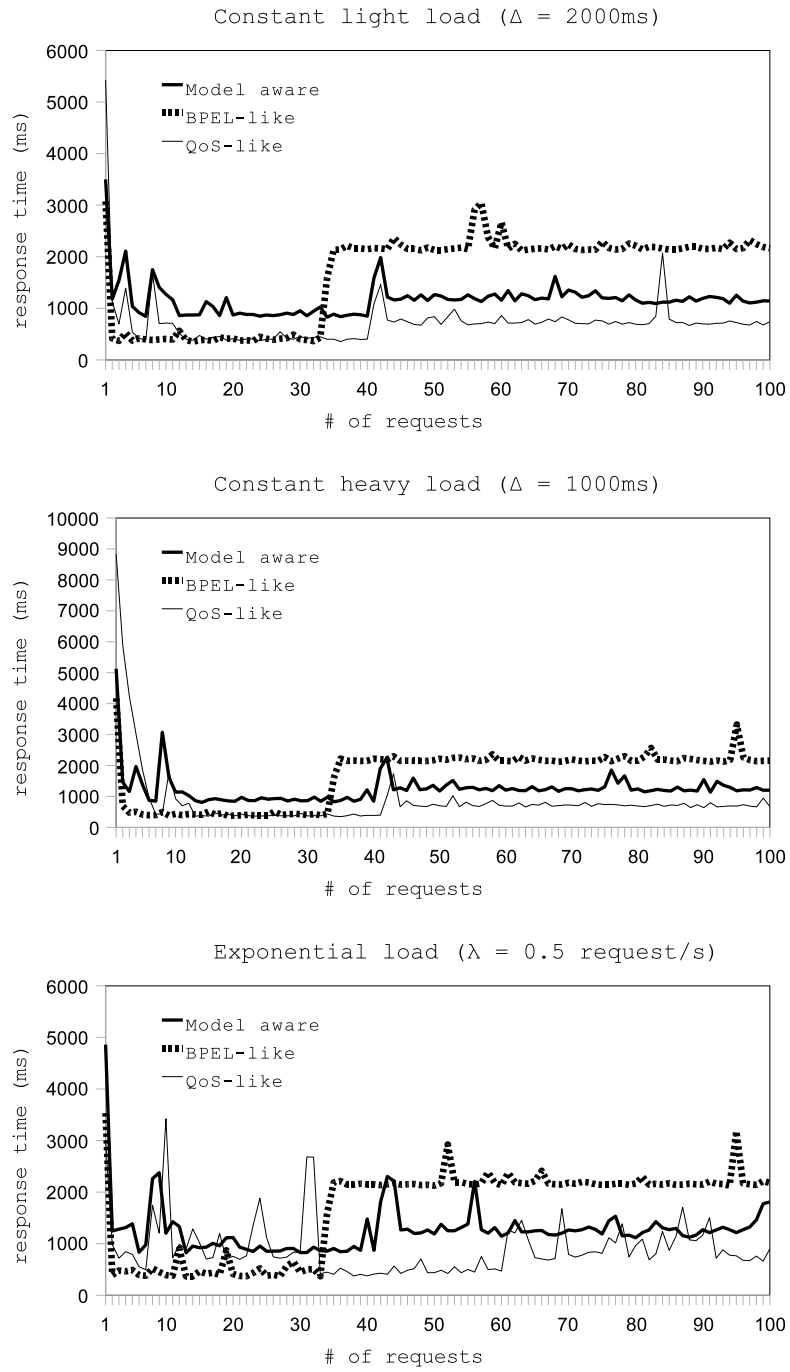 Constant light load (Δ = 2000ms)
6000
5000
4000
3000
2000
1000
0
response time (ms)
Model aware
BPEL-like
QoS-like
1 10 20 30 40 50 60 70 80 90 100
# of requests
Constant heavy load (Δ = 1000ms)
10000
9000
8000
7000
6000
5000
4000
3000
2000
1000
0
response time (ms)
Model aware
BPEL-like
QoS-like
1 10 20 30 40 50 60 70 80 90 100
# of requests
Exponential load (λ = 0.5 request/s)
6000
5000
4000
3000
2000
1000
0
response time (ms)
Model aware
BPEL-like
QoS-like
1 10 20 30 40 50 60 70 80 90 100
# of requests